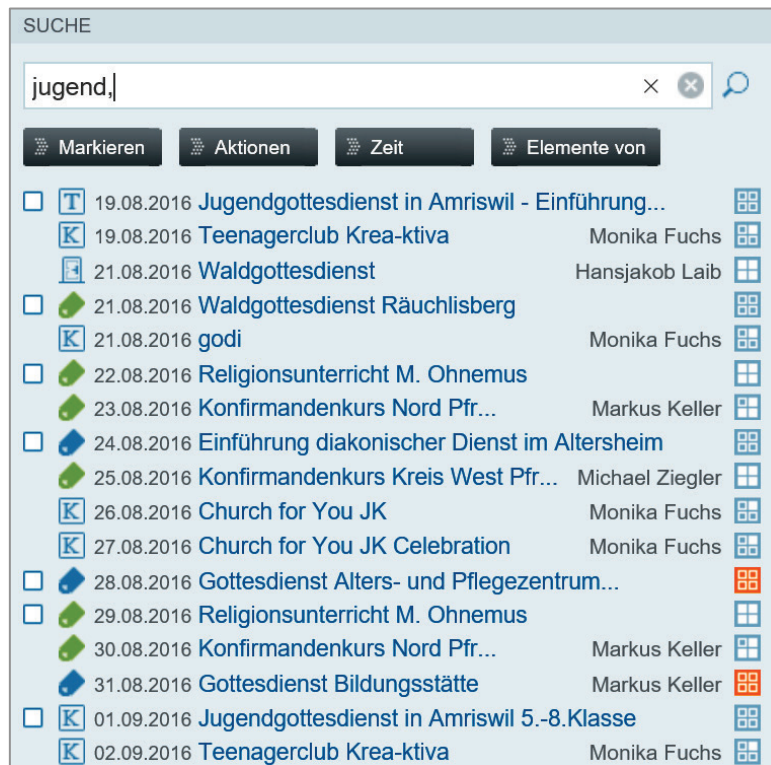 SUCHE
jugend,
Markieren Aktionen Zeit Elemente von
T 19.08.2016 Jugendgottesdienst in Amriswil - Einführung...
K 19.08.2016 Teenagerclub Krea-ktiva Monika Fuchs
21.08.2016 Waldgottesdienst Hansjakob Laib
21.08.2016 Waldgottesdienst Räuchlisberg
K 21.08.2016 godi Monika Fuchs
22.08.2016 Religionsunterricht M. Ohnemus
23.08.2016 Konfirmandenkurs Nord Pfr... Markus Keller
24.08.2016 Einführung diakonischer Dienst im Altersheim
25.08.2016 Konfirmandenkurs Kreis West Pfr... Michael Ziegler
K 26.08.2016 Church for You JK Monika Fuchs
K 27.08.2016 Church for You JK Celebration Monika Fuchs
28.08.2016 Gottesdienst Alters- und Pflegezentrum...
29.08.2016 Religionsunterricht M. Ohnemus
30.08.2016 Konfirmandenkurs Nord Pfr... Markus Keller
31.08.2016 Gottesdienst Bildungsstätte Markus Keller
K 01.09.2016 Jugendgottesdienst in Amriswil 5.-8.Klasse
K 02.09.2016 Teenagerclub Krea-ktiva Monika Fuchs